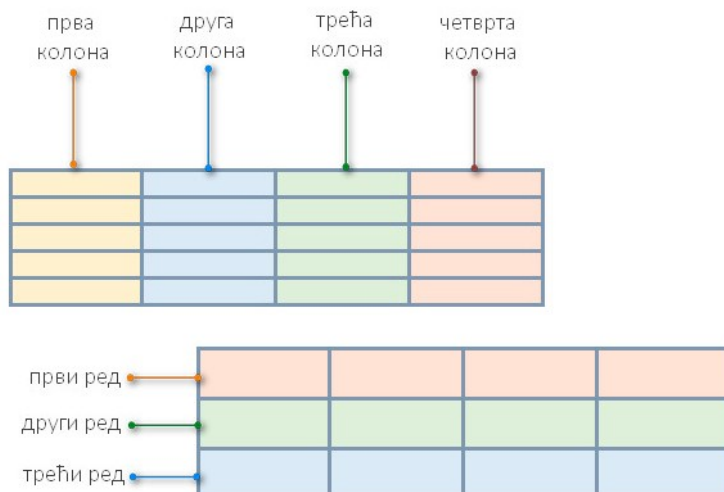 прва
колона
друга
колона
трећа
колона
четврта
колона
први ред
други ред
трећи ред